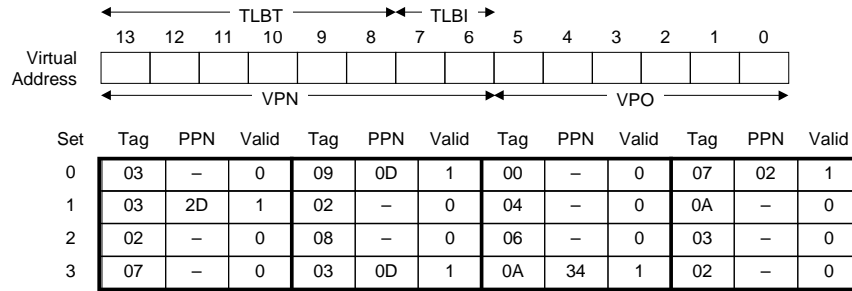 TLBT TLBI
13 12 11 10 9 8 7 6 5 4 3 2 1 0
Virtual
Address
VPN VPO
Set Tag PPN Valid Tag PPN Valid Tag PPN Valid Tag PPN Valid
0 03 – 0 09 0D 1 00 – 0 07 02 1
1 03 2D 1 02 – 0 04 – 0 0A – 0
2 02 – 0 08 – 0 06 – 0 03 – 0
3 07 – 0 03 0D 1 0A 34 1 02 – 0